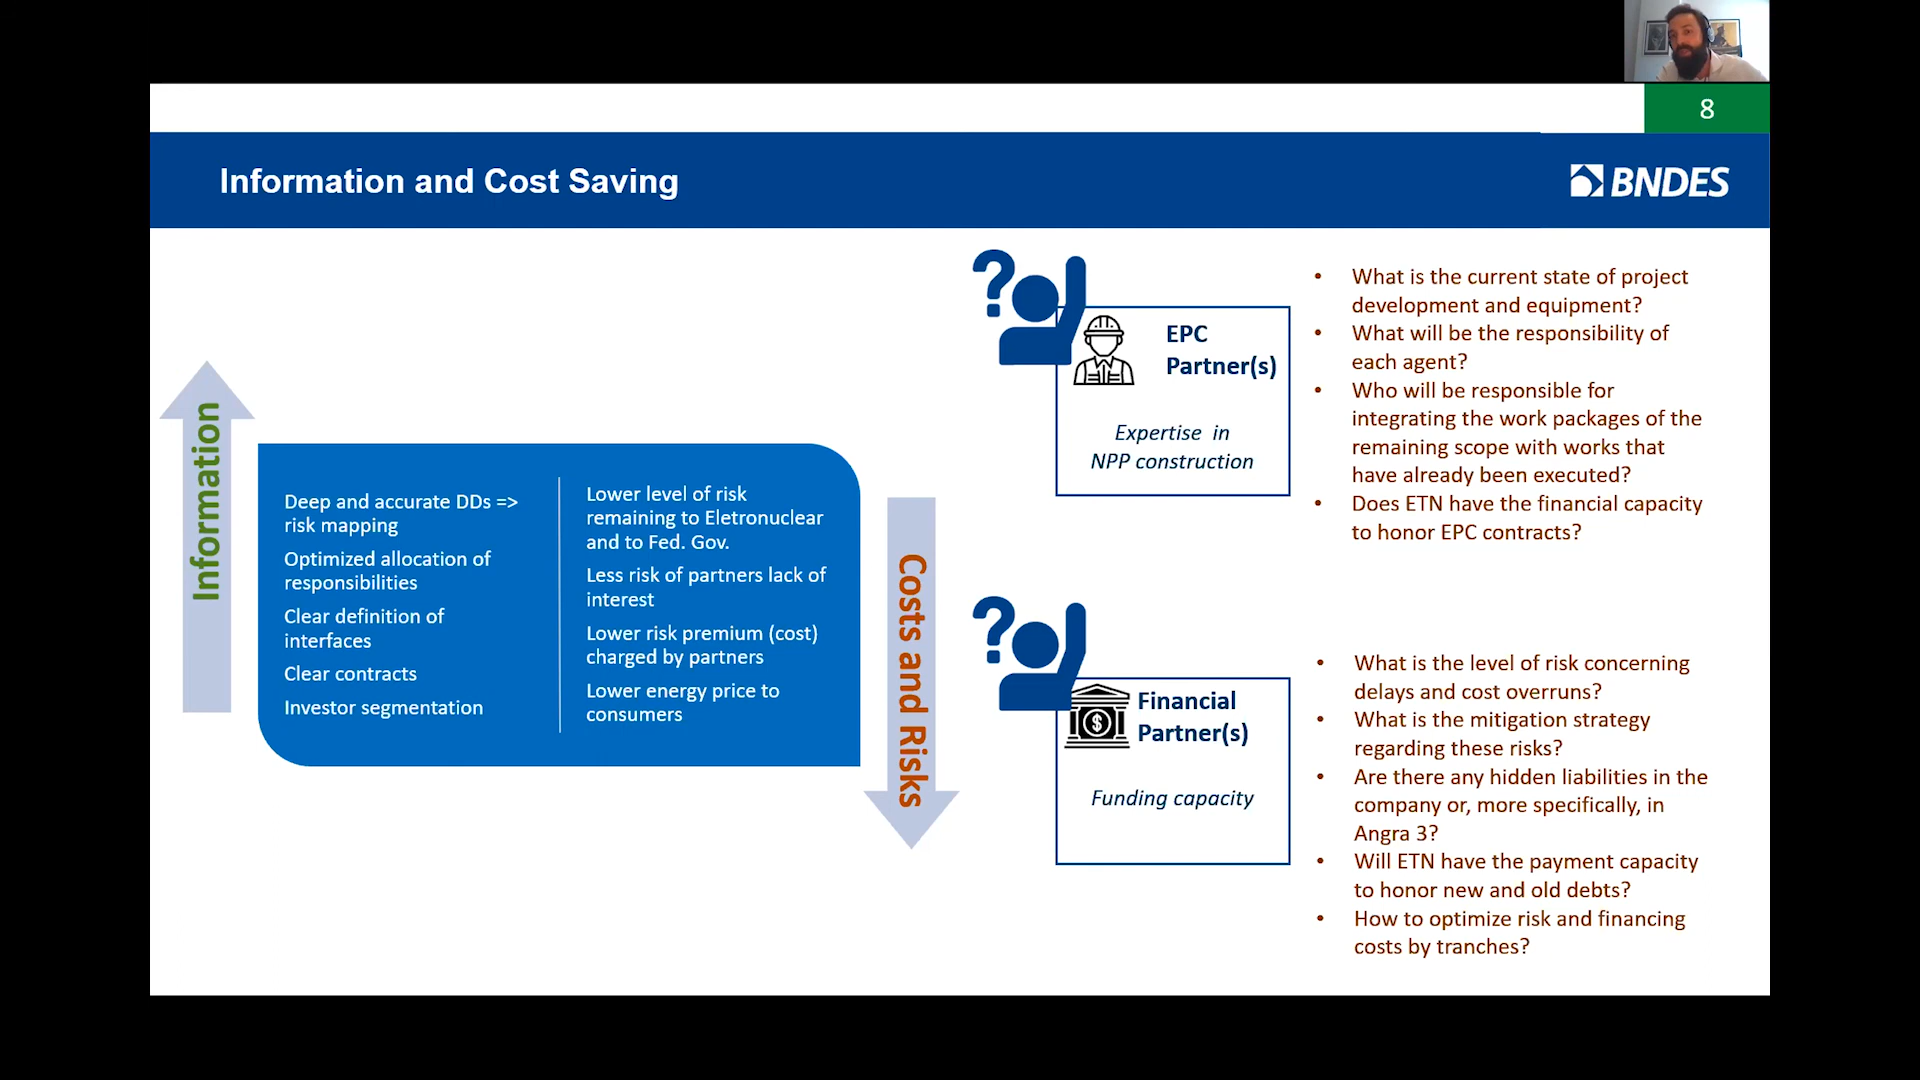 8
Information and Cost Saving
BNDES
Information
Deep and accurate DDs =>
risk mapping
Optimized allocation of
responsibilities
Clear definition of
interfaces
Clear contracts
Investor segmentation
Lower level of risk
remaining to Eletronuclear
and to Fed. Gov.
Less risk of partners lack of
interest
Lower risk premium (cost)
charged by partners
Lower energy price to
consumers
Costs and Risks
?
EPC
Partner(s)
Expertise in
NPP construction
• What is the current state of project
development and equipment?
• What will be the responsibility of
each agent?
• Who will be responsible for
integrating the work packages of the
remaining scope with works that
have already been executed?
• Does ETN have the financial capacity
to honor EPC contracts?
?
$
Financial
Partner(s)
Funding capacity
• What is the level of risk concerning
delays and cost overruns?
• What is the mitigation strategy
regarding these risks?
• Are there any hidden liabilities in the
company or, more specifically, in
Angra 3?
• Will ETN have the payment capacity
to honor new and old debts?
• How to optimize risk and financing
costs by tranches?